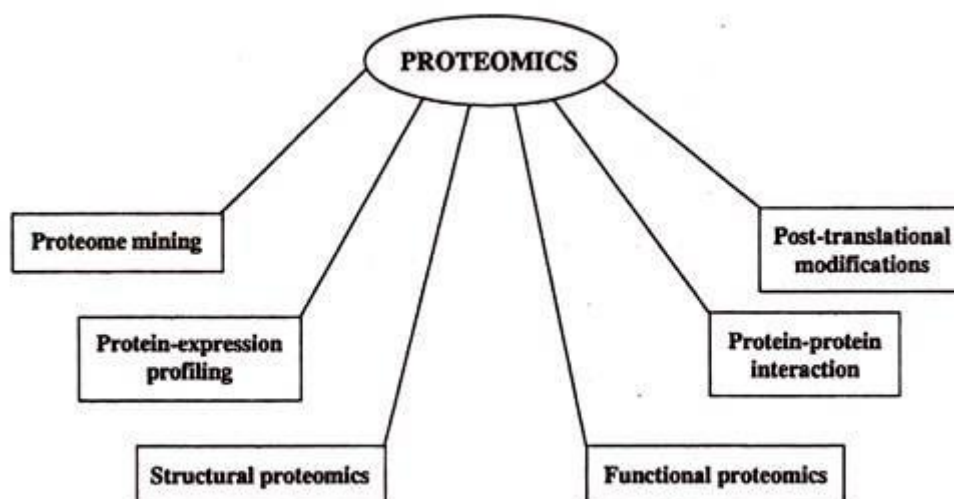 PROTEOMICS
Proteome mining
Post-translational
modifications
Protein-expression
profiling
Protein-protein
interaction
Structural proteomics
Functional proteomics